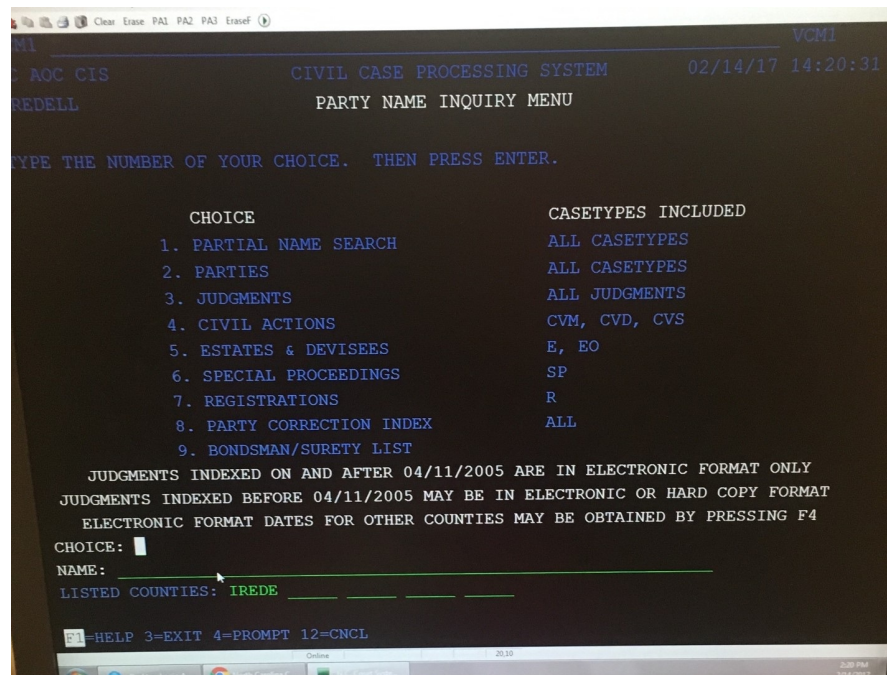 Clear Erase PA1 PA2 PA3 EraseF
CM1 VCM1
C AOC CIS CIVIL CASE PROCESSING SYSTEM 02/14/17 14:20:31
REDELL PARTY NAME INQUIRY MENU
TYPE THE NUMBER OF YOUR CHOICE. THEN PRESS ENTER.
CHOICE CASETYPES INCLUDED
1. PARTIAL NAME SEARCH ALL CASETYPES
2. PARTIES ALL CASETYPES
3. JUDGMENTS ALL JUDGMENTS
4. CIVIL ACTIONS CVM, CVD, CVS
5. ESTATES & DEVISEES E, EO
6. SPECIAL PROCEEDINGS SP
7. REGISTRATIONS R
8. PARTY CORRECTION INDEX ALL
9. BONDSMAN/SURETY LIST
JUDGMENTS INDEXED ON AND AFTER 04/11/2005 ARE IN ELECTRONIC FORMAT ONLY
JUDGMENTS INDEXED BEFORE 04/11/2005 MAY BE IN ELECTRONIC OR HARD COPY FORMAT
ELECTRONIC FORMAT DATES FOR OTHER COUNTIES MAY BE OBTAINED BY PRESSING F4
CHOICE:
NAME:
LISTED COUNTIES: IREDE
F1=HELP 3=EXIT 4=PROMPT 12=CNCL
Online 20,10
2:20 PM